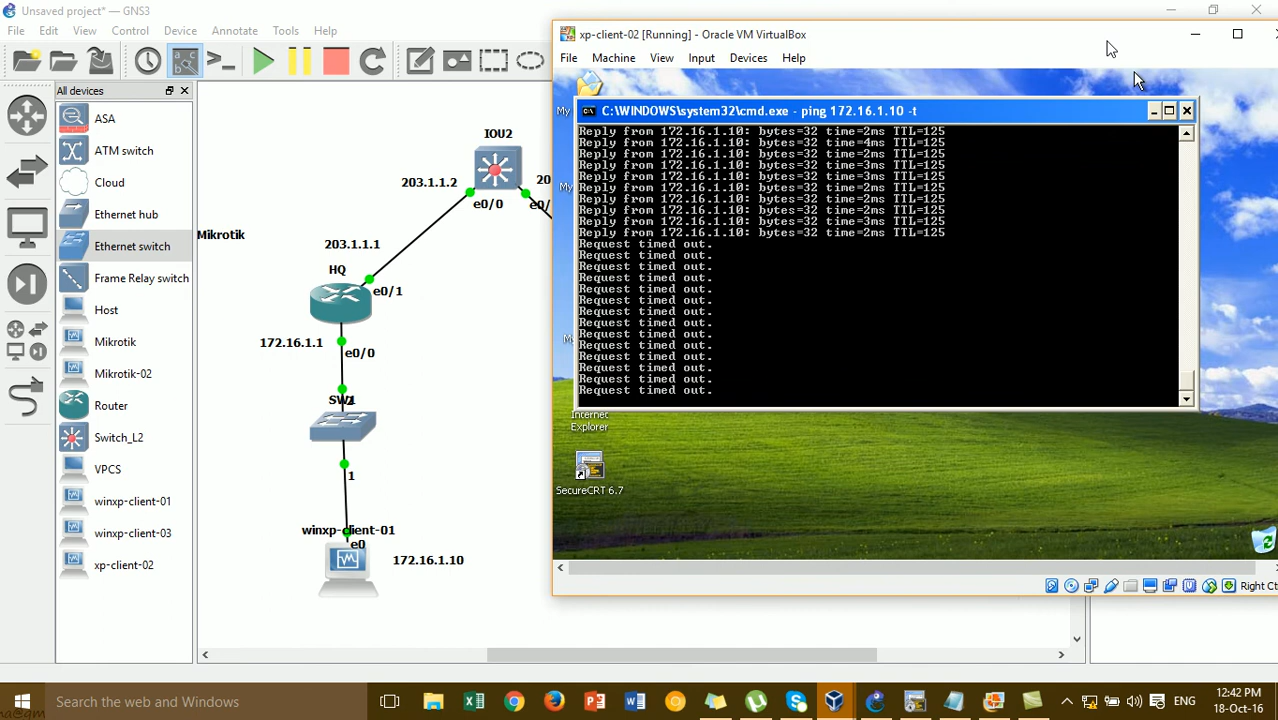 Unsaved project* — GNS3
File Edit View Control Device Annotate Tools Help
All devices
ASA
ATM switch
Cloud
Ethernet hub
Ethernet switch
Frame Relay switch
Host
Mikrotik
Mikrotik-02
Router
Switch_L2
VPCS
winxp-client-01
winxp-client-03
xp-client-02
Mikrotik
IOU2
203.1.1.2
20
e0/0
e0/
203.1.1.1
HQ
e0/1
172.16.1.1
e0/0
SW1
2
1
winxp-client-01
e0
172.16.1.10
xp-client-02 [Running] - Oracle VM VirtualBox
File Machine View Input Devices Help
My
C:\WINDOWS\system32\cmd.exe - ping 172.16.1.10 -t
Reply from 172.16.1.10: bytes=32 time=2ms TTL=125
Reply from 172.16.1.10: bytes=32 time=4ms TTL=125
Reply from 172.16.1.10: bytes=32 time=2ms TTL=125
Reply from 172.16.1.10: bytes=32 time=3ms TTL=125
Reply from 172.16.1.10: bytes=32 time=3ms TTL=125
Reply from 172.16.1.10: bytes=32 time=2ms TTL=125
Reply from 172.16.1.10: bytes=32 time=2ms TTL=125
Reply from 172.16.1.10: bytes=32 time=2ms TTL=125
Reply from 172.16.1.10: bytes=32 time=3ms TTL=125
Reply from 172.16.1.10: bytes=32 time=2ms TTL=125
Request timed out.
Request timed out.
Request timed out.
Request timed out.
Request timed out.
Request timed out.
Request timed out.
Request timed out.
Request timed out.
Request timed out.
Request timed out.
Request timed out.
Request timed out.
Request timed out.
My
M
Internet
Explorer
SecureCRT 6.7
Right Ct
Search the web and Windows
ENG
12:42 PM
18-Oct-16